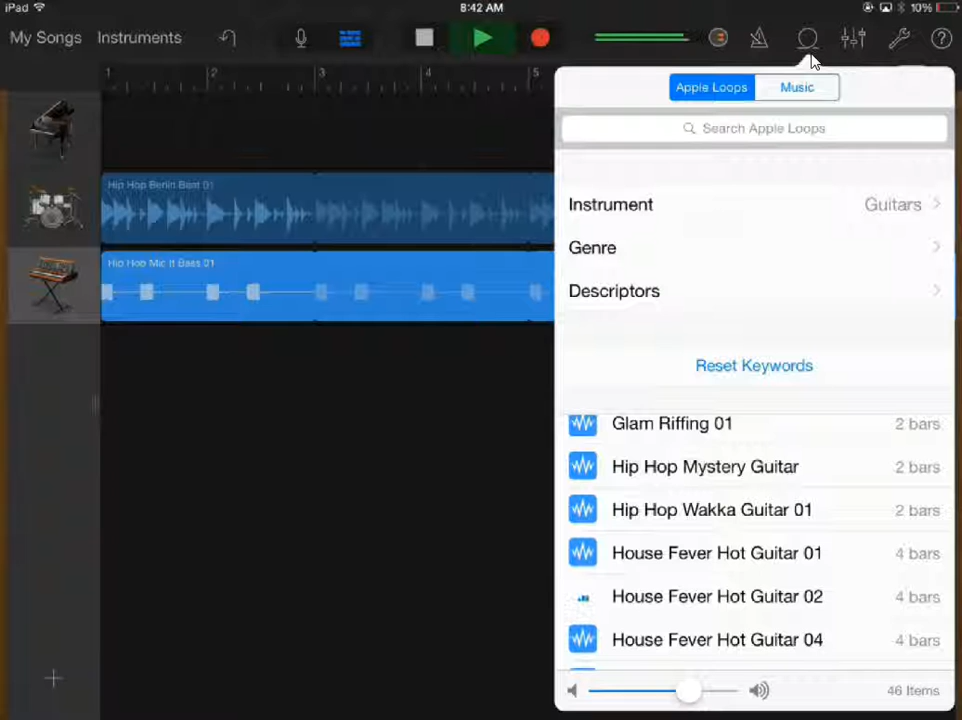 iPad 8:42 AM 10%
My Songs Instruments
1 2 3 4 5
Apple Loops Music
Search Apple Loops
Hip Hop Berlin Beat 01
Instrument Guitars
Genre
Hip Hop Mic It Bass 01
Descriptors
Reset Keywords
Glam Riffing 01 2 bars
Hip Hop Mystery Guitar 2 bars
Hip Hop Wakka Guitar 01 2 bars
House Fever Hot Guitar 01 4 bars
House Fever Hot Guitar 02 4 bars
House Fever Hot Guitar 04 4 bars
46 Items